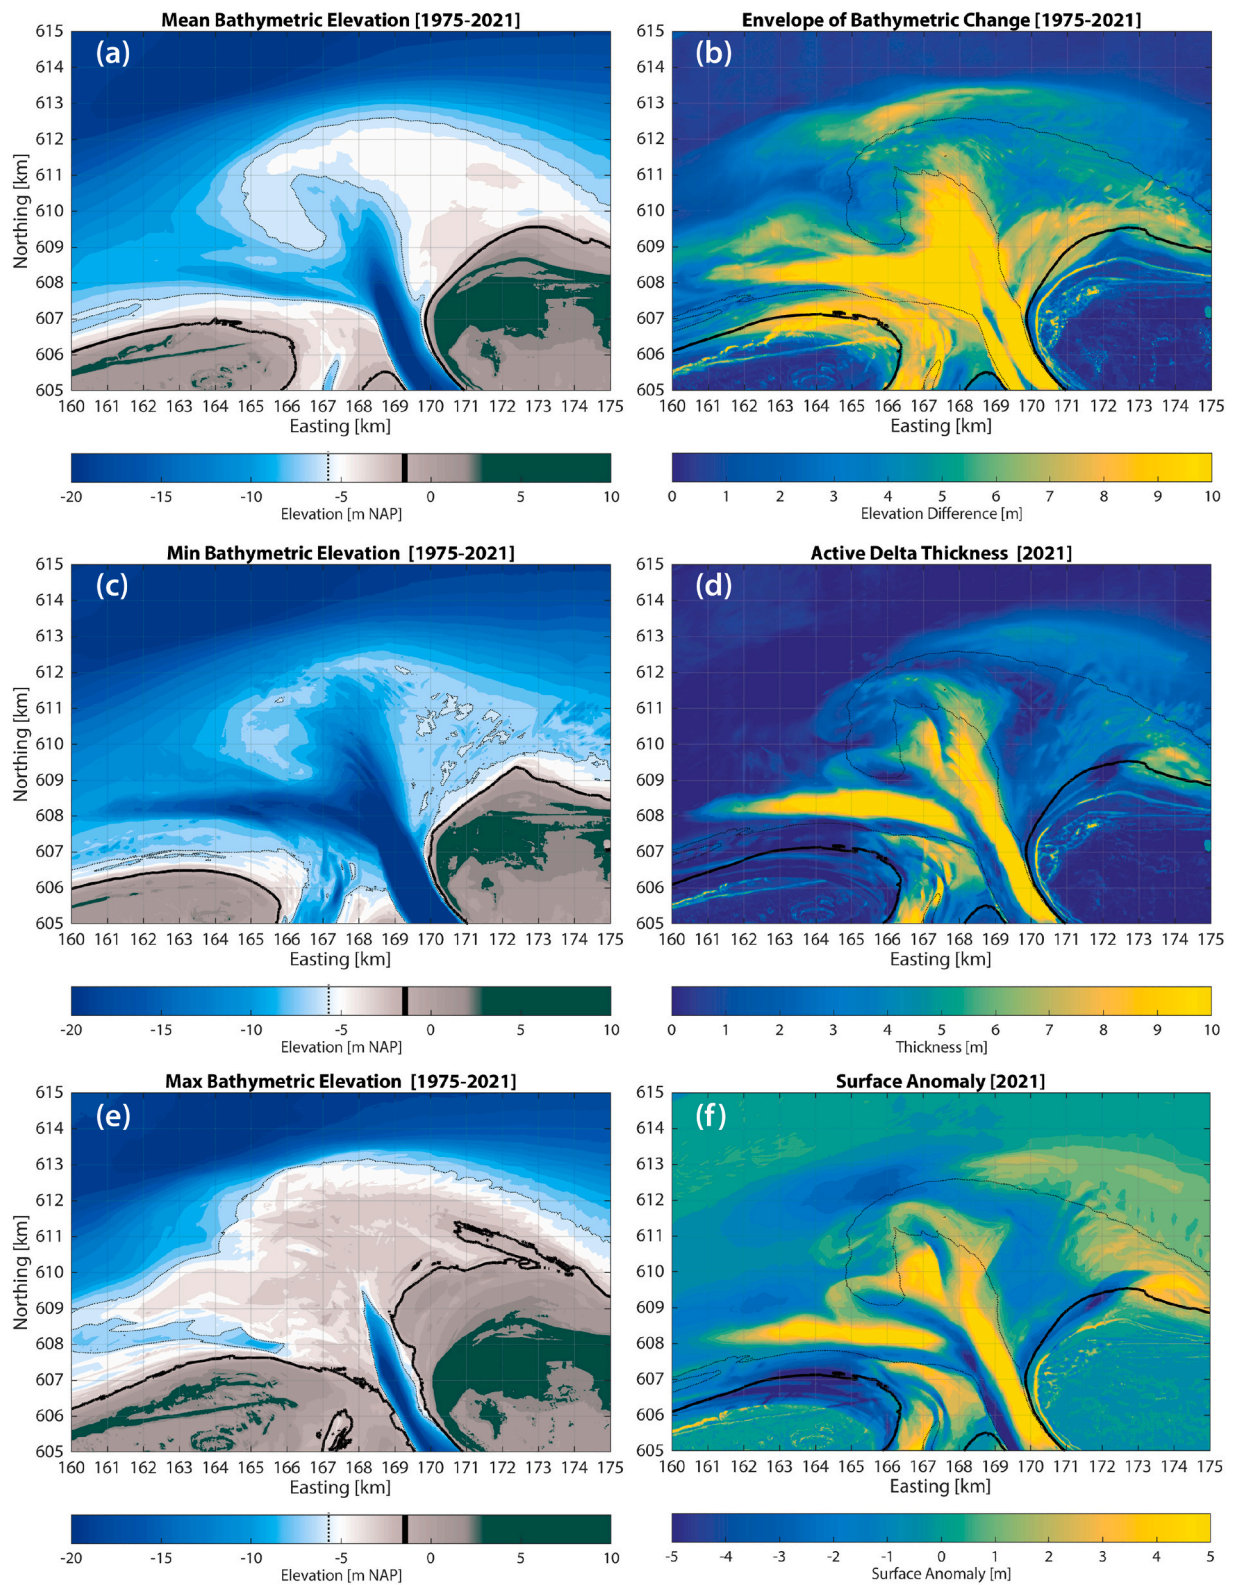 Mean Bathymetric Elevation [1975-2021]
(a)
615
614
613
612
611
610
609
608
607
606
605
Northing [km]
160 161 162 163 164 165 166 167 168 169 170 171 172 173 174 175
Easting [km]
-20 -15 -10 -5 0 5 10
Elevation [m NAP]
Envelope of Bathymetric Change [1975-2021]
(b)
615
614
613
612
611
610
609
608
607
606
605
160 161 162 163 164 165 166 167 168 169 170 171 172 173 174 175
Easting [km]
0 1 2 3 4 5 6 7 8 9 10
Elevation Difference [m]
Min Bathymetric Elevation [1975-2021]
(c)
615
614
613
612
611
610
609
608
607
606
605
Northing [km]
160 161 162 163 164 165 166 167 168 169 170 171 172 173 174 175
Easting [km]
-20 -15 -10 -5 0 5 10
Elevation [m NAP]
Active Delta Thickness [2021]
(d)
615
614
613
612
611
610
609
608
607
606
605
160 161 162 163 164 165 166 167 168 169 170 171 172 173 174 175
Easting [km]
0 1 2 3 4 5 6 7 8 9 10
Thickness [m]
Max Bathymetric Elevation [1975-2021]
(e)
615
614
613
612
611
610
609
608
607
606
605
Northing [km]
160 161 162 163 164 165 166 167 168 169 170 171 172 173 174 175
Easting [km]
-20 -15 -10 -5 0 5 10
Elevation [m NAP]
Surface Anomaly [2021]
(f)
615
614
613
612
611
610
609
608
607
606
605
160 161 162 163 164 165 166 167 168 169 170 171 172 173 174 175
Easting [km]
-5 -4 -3 -2 -1 0 1 2 3 4 5
Surface Anomaly [m]